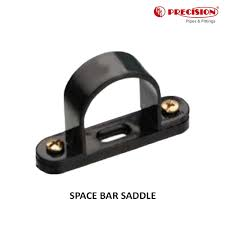 PRECISION
Pipes & Fittings
SPACE BAR SADDLE